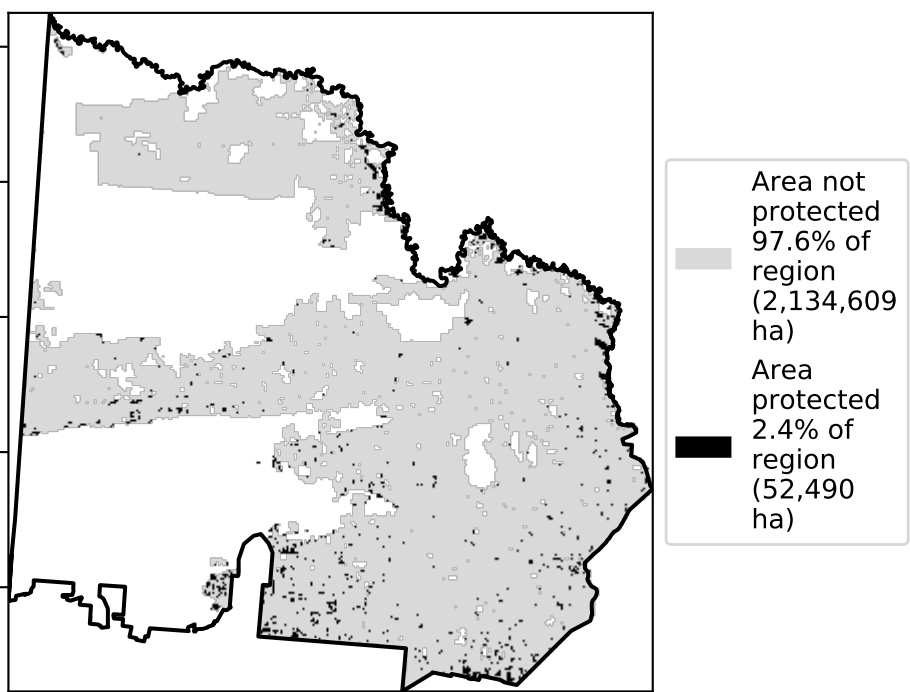 Area not
protected
97.6% of
region
(2,134,609
ha)
Area
protected
2.4% of
region
(52,490
ha)